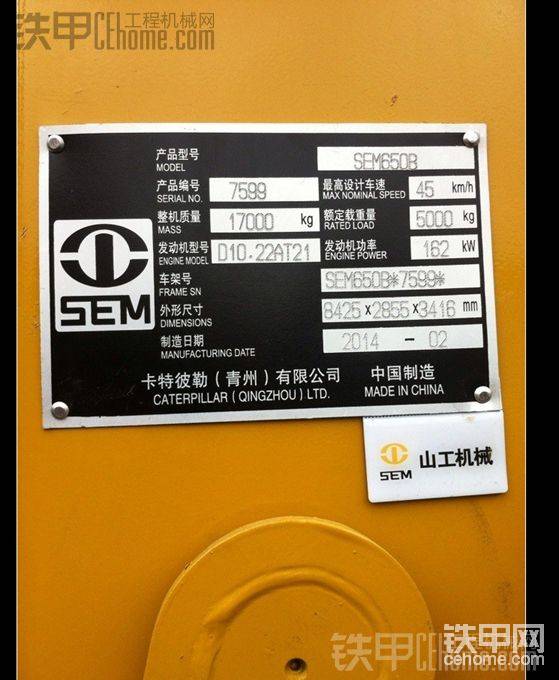 铁甲 工程机械网
CEhome.com
产品型号 SEM650B
MODEL
产品编号 7599 最高设计车速 45 km/h
SERIAL NO. MAX NOMINAL SPEED
整机质量 17000 kg 额定载重量 5000 kg
MASS RATED LOAD
发动机型号 D10.22AT21 发动机功率 162 kW
ENGINE MODEL ENGINE POWER
车架号 SEM650B*7599*
FRAME SN
外形尺寸 8425 x 2855 x 3416 mm
DIMENSIONS
制造日期 2014 - 02
MANUFACTURING DATE
SEM
卡特彼勒(青州)有限公司 中国制造
CATERPILLAR (QINGZHOU) LTD. MADE IN CHINA
SEM 山工机械
铁甲 CEhome.com
铁甲网
www.cehome.com